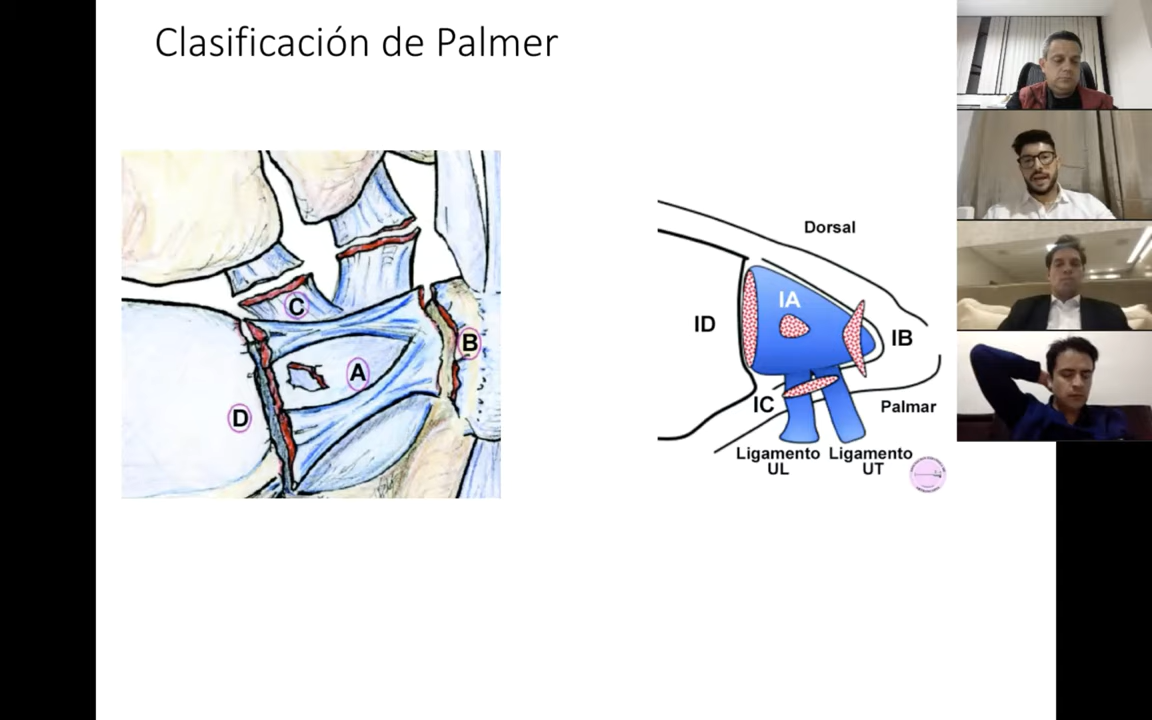 Clasificación de Palmer
C
B
A
D
Dorsal
IA
ID
IB
IC
Palmar
Ligamento
UL
Ligamento
UT